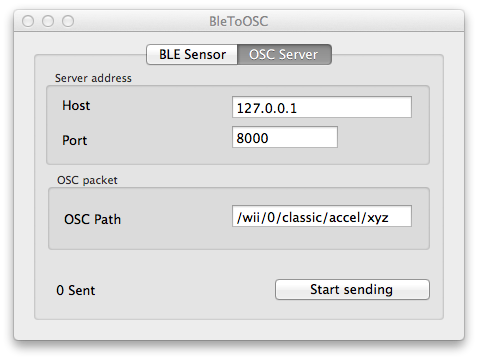 BleToOSC
BLE Sensor OSC Server
Server address
Host 127.0.0.1
Port 8000
OSC packet
OSC Path /wii/0/classic/accel/xyz
0 Sent Start sending